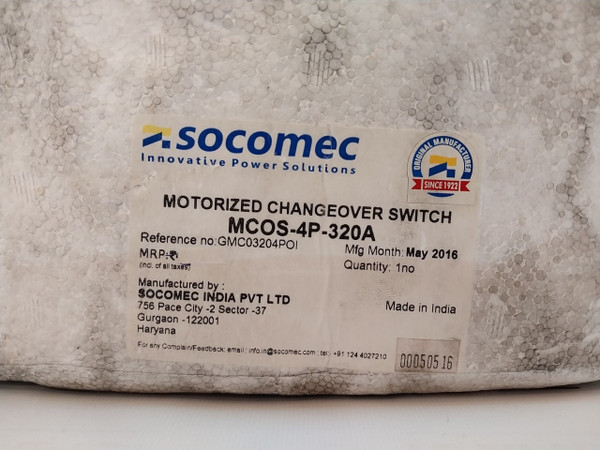 socomec
Innovative Power Solutions
ORIGINAL MANUFACTURER
SINCE 1922
MOTORIZED CHANGEOVER SWITCH
MCOS-4P-320A
Reference no:GMC03204POI
Mfg Month: May 2016
MRP:₹
(incl. of all taxes)
Quantity: 1no
Manufactured by :
SOCOMEC INDIA PVT LTD
756 Pace City -2 Sector -37
Gurgaon -122001
Haryana
Made in India
For any Complain/Feedback: email : info.in@socomec.com ; tel:- +91 124 4027210
00050516